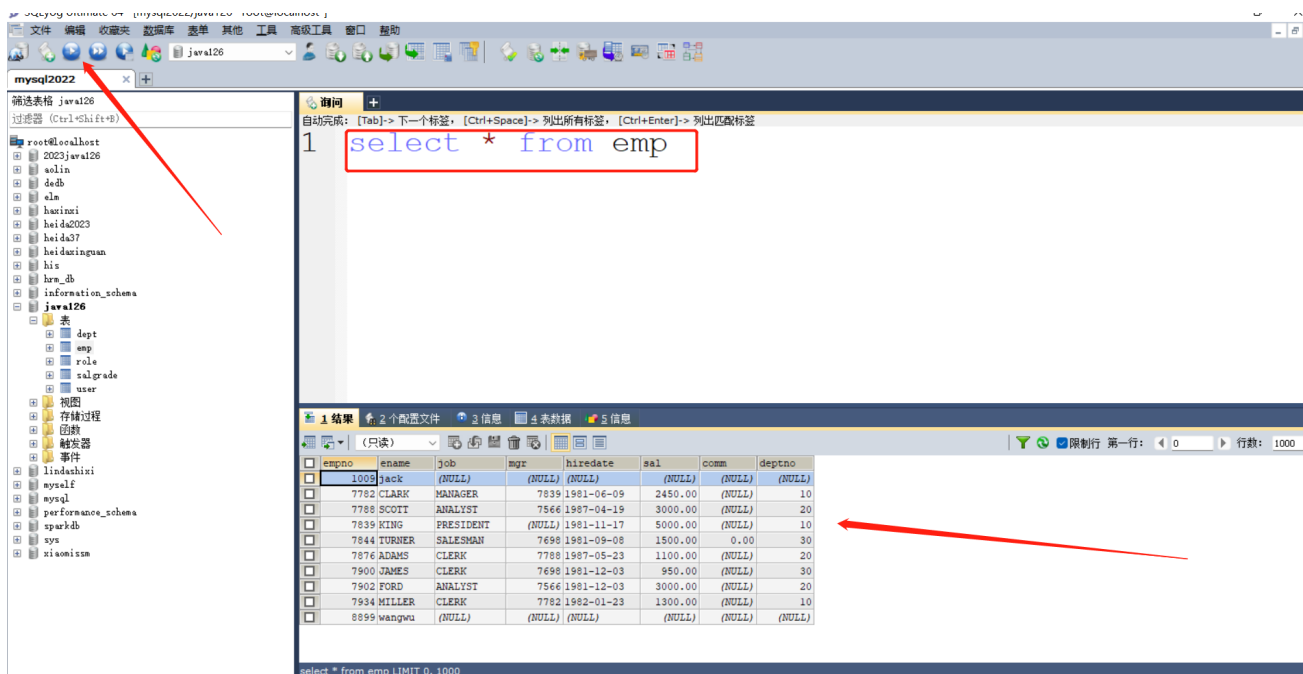 SQLyog Ultimate 64 - [mysql2022/java126 - root@localhost*]
文件 编辑 收藏夹 数据库 表单 其他 工具 高级工具 窗口 帮助
java126
mysql2022
筛选表格 java126
过滤器 (Ctrl+Shift+B)
root@localhost
2023java126
aolin
dedb
elm
haxinxi
heida2023
heida37
heidaxinguan
his
hrm_db
information_schema
java126
表
dept
emp
role
salgrade
user
视图
存储过程
函数
触发器
事件
lindashixi
myself
mysql
performance_schema
sparkdb
sys
xiaomissm
询问
自动完成: [Tab]-> 下一个标签, [Ctrl+Space]-> 列出所有标签, [Ctrl+Enter]-> 列出匹配标签
1 select * from emp
1 结果 2 个配置文件 3 信息 4 表数据 5 信息
(只读) 限制行 第一行: 0 行数: 1000
empno ename job mgr hiredate sal comm deptno
1009 jack (NULL) (NULL) (NULL) (NULL) (NULL) (NULL)
7782 CLARK MANAGER 7839 1981-06-09 2450.00 (NULL) 10
7788 SCOTT ANALYST 7566 1987-04-19 3000.00 (NULL) 20
7839 KING PRESIDENT (NULL) 1981-11-17 5000.00 (NULL) 10
7844 TURNER SALESMAN 7698 1981-09-08 1500.00 0.00 30
7876 ADAMS CLERK 7788 1987-05-23 1100.00 (NULL) 20
7900 JAMES CLERK 7698 1981-12-03 950.00 (NULL) 30
7902 FORD ANALYST 7566 1981-12-03 3000.00 (NULL) 20
7934 MILLER CLERK 7782 1982-01-23 1300.00 (NULL) 10
8899 wangwu (NULL) (NULL) (NULL) (NULL) (NULL) (NULL)
select * from emp LIMIT 0, 1000